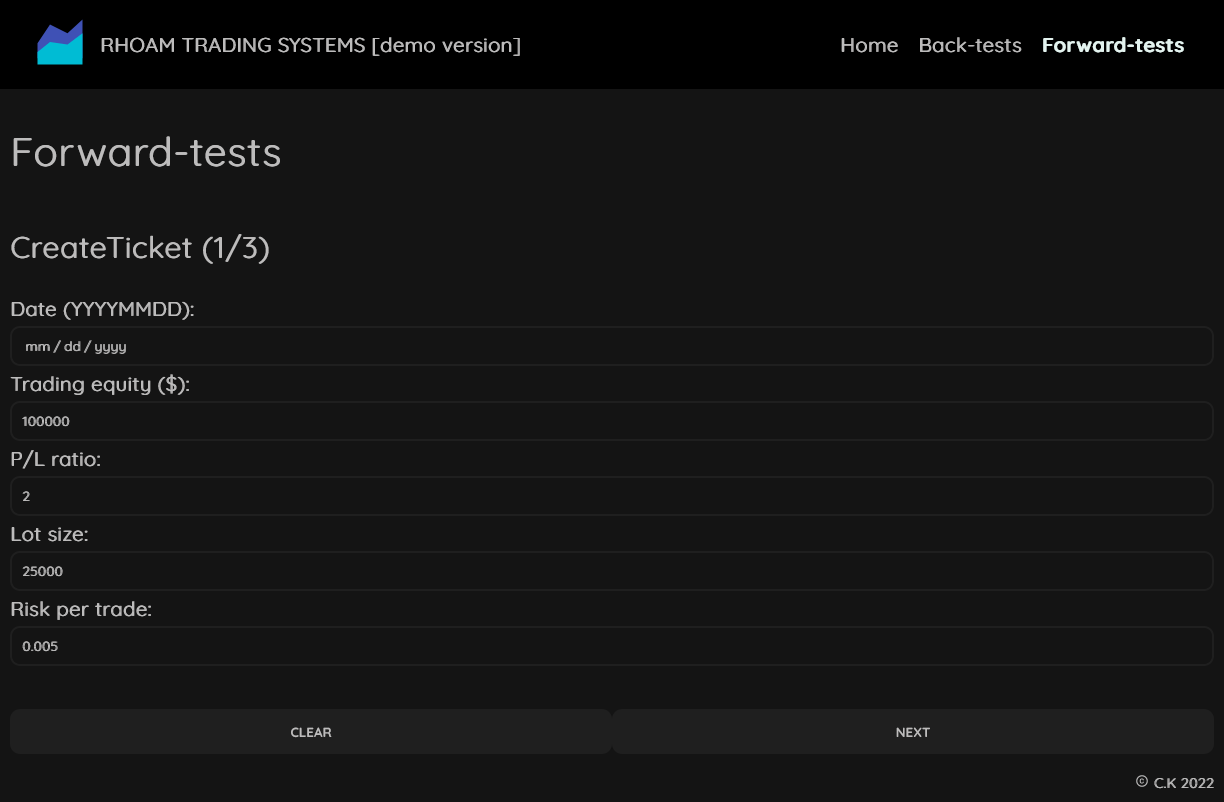 RHOAM TRADING SYSTEMS [demo version]
Home Back-tests Forward-tests
Forward-tests
CreateTicket (1/3)
Date (YYYYMMDD):
mm / dd / yyyy
Trading equity ($):
100000
P/L ratio:
2
Lot size:
25000
Risk per trade:
0.005
CLEAR
NEXT
© C.K 2022